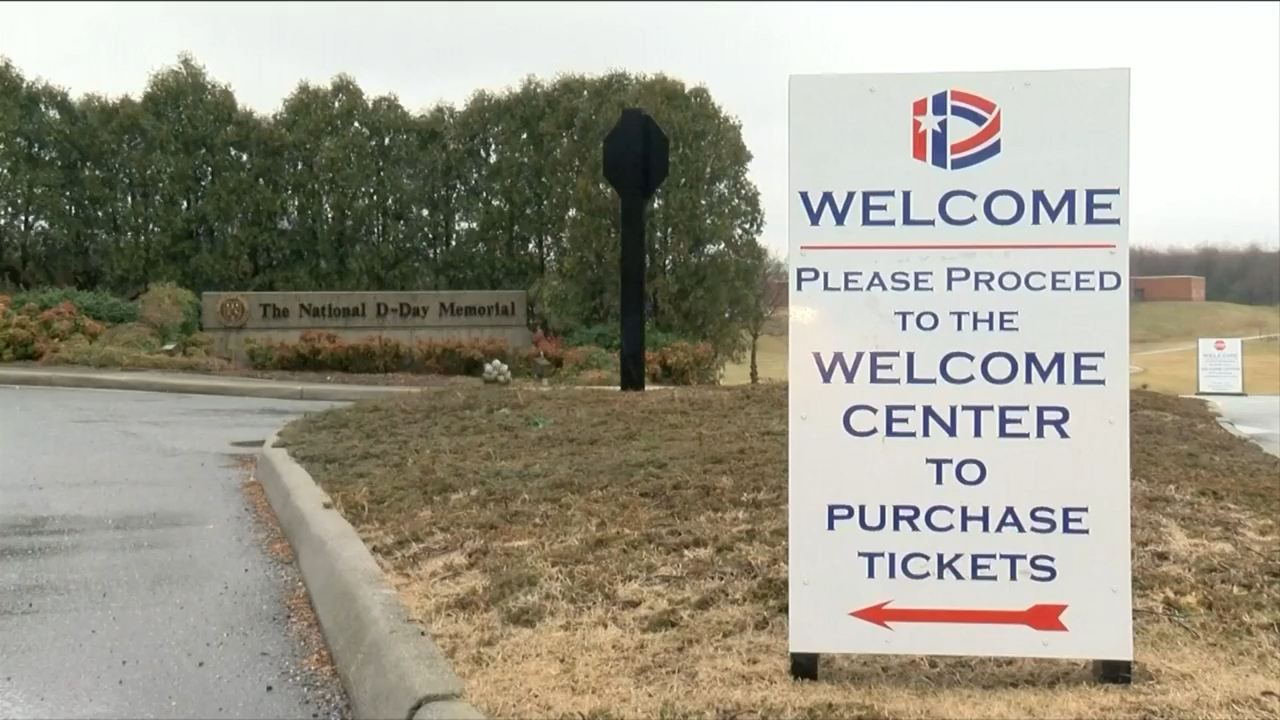 The National D-Day Memorial
WELCOME
PLEASE PROCEED
TO THE
WELCOME
CENTER
TO
PURCHASE
TICKETS